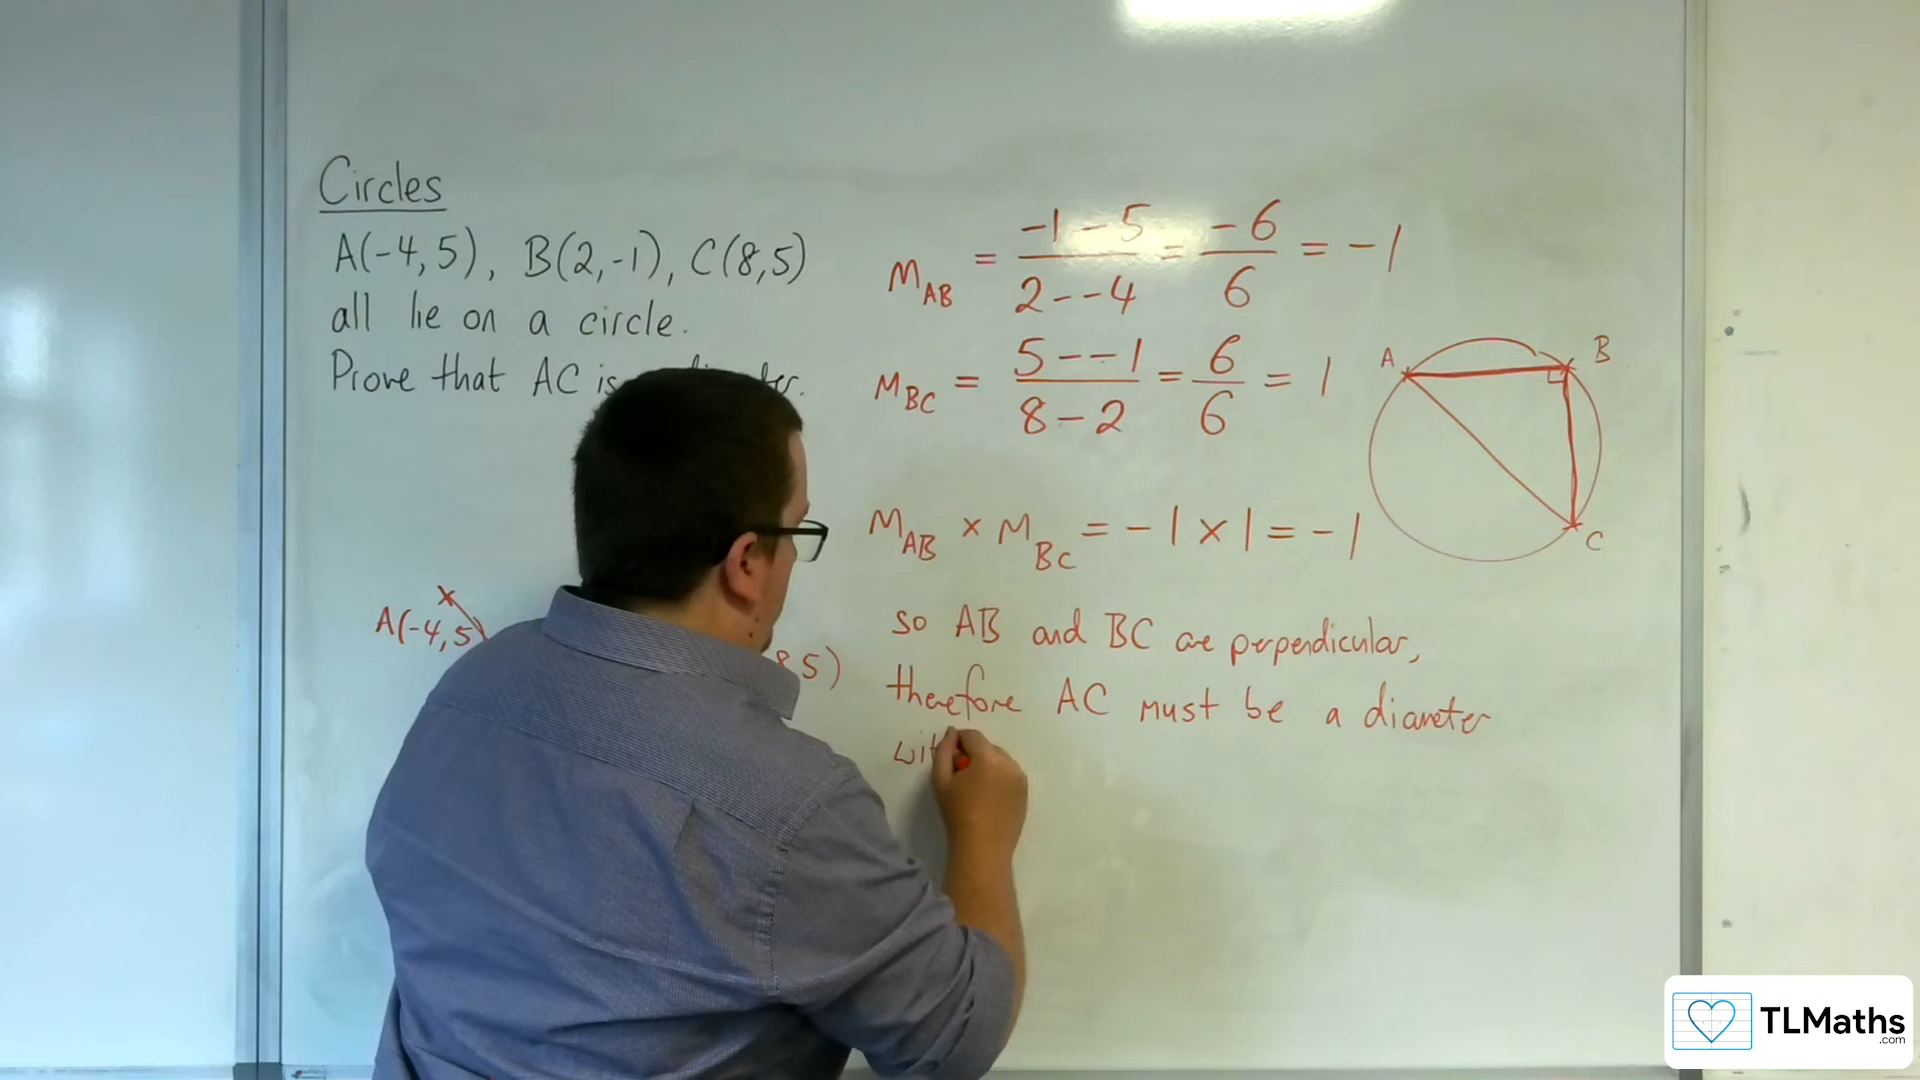 Circles
A(-4,5), B(2,-1), C(8,5)
all lie on a circle.
Prove that AC is
A(-4,5
8,5)
M_AB = (-1-5)/(2--4) = -6/6 = -1
M_BC = (5--1)/(8-2) = 6/6 = 1
A
B
C
M_AB × M_BC = -1 × 1 = -1
so AB and BC are perpendicular,
therefore AC must be a diameter
wit
TLMaths
.com